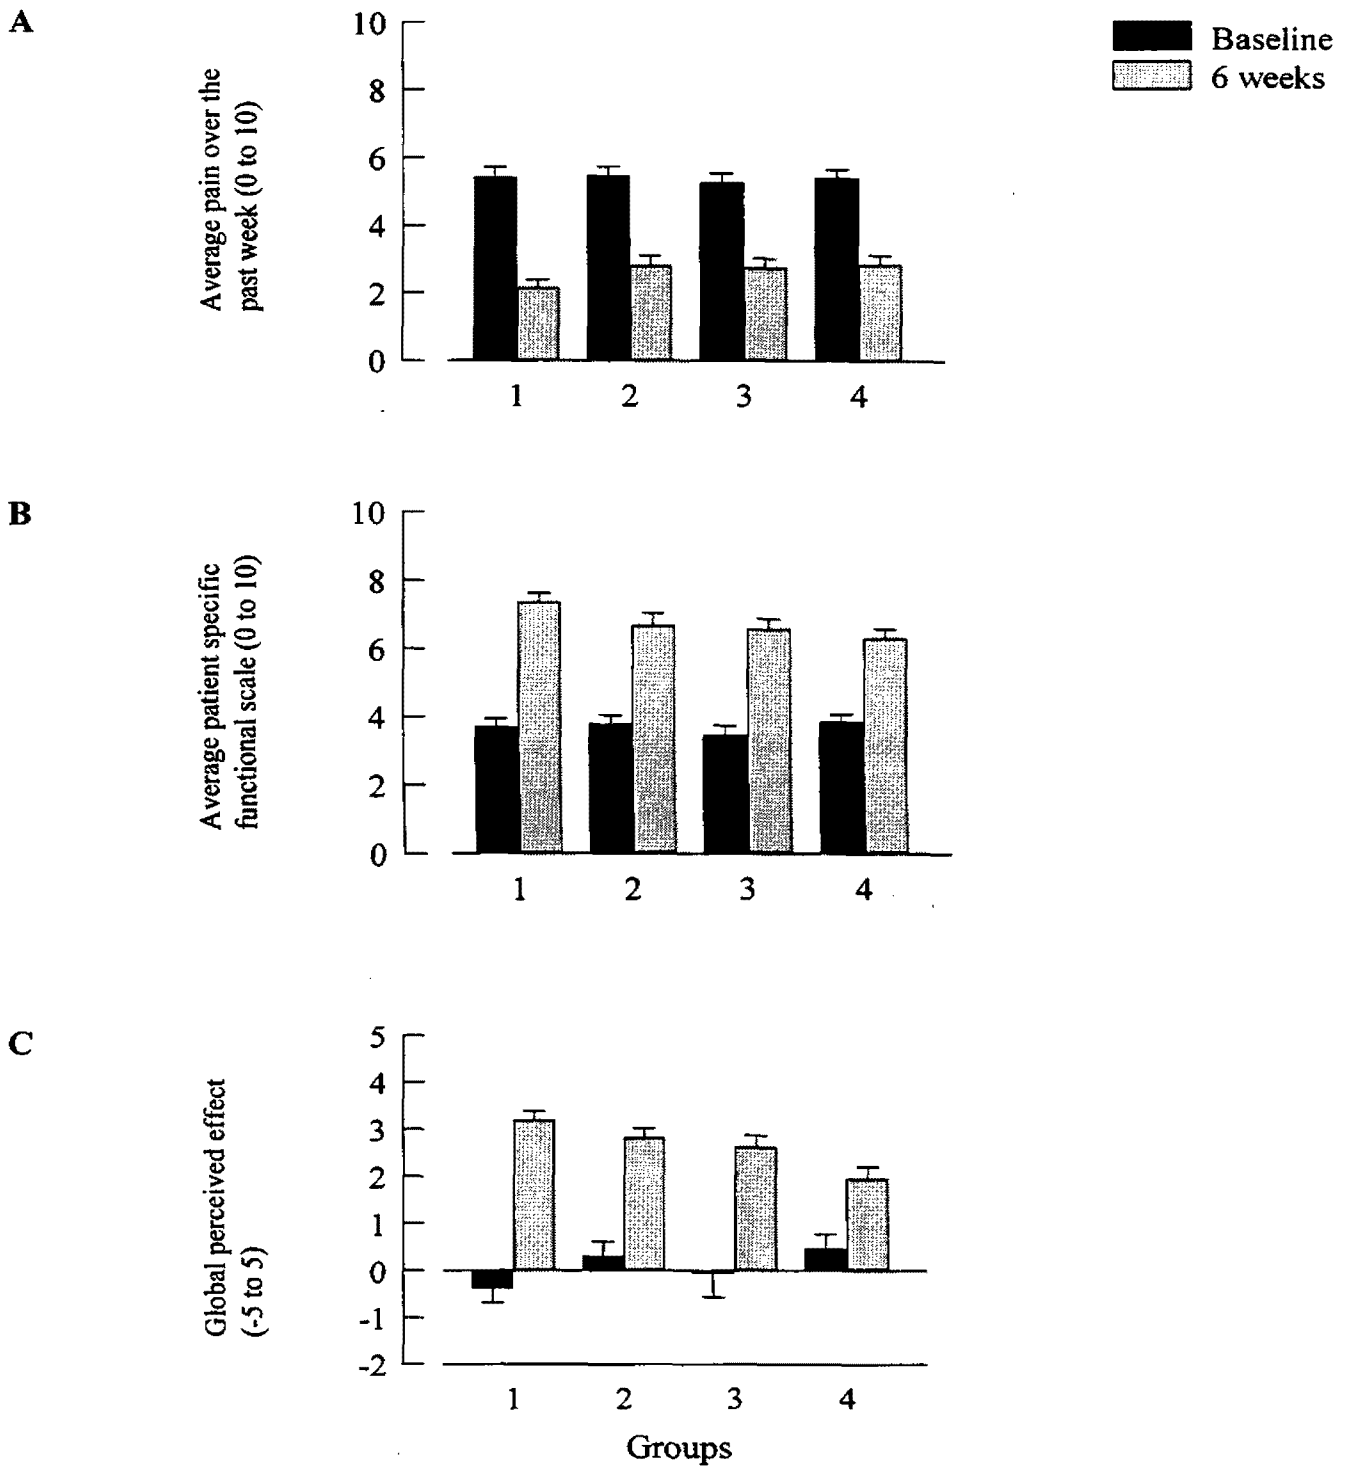 A
Baseline
6 weeks
Average pain over the
past week (0 to 10)
10
8
6
4
2
0
1 2 3 4
B
Average patient specific
functional scale (0 to 10)
10
8
6
4
2
0
1 2 3 4
C
Global perceived effect
(-5 to 5)
5
4
3
2
1
0
-1
-2
1 2 3 4
Groups